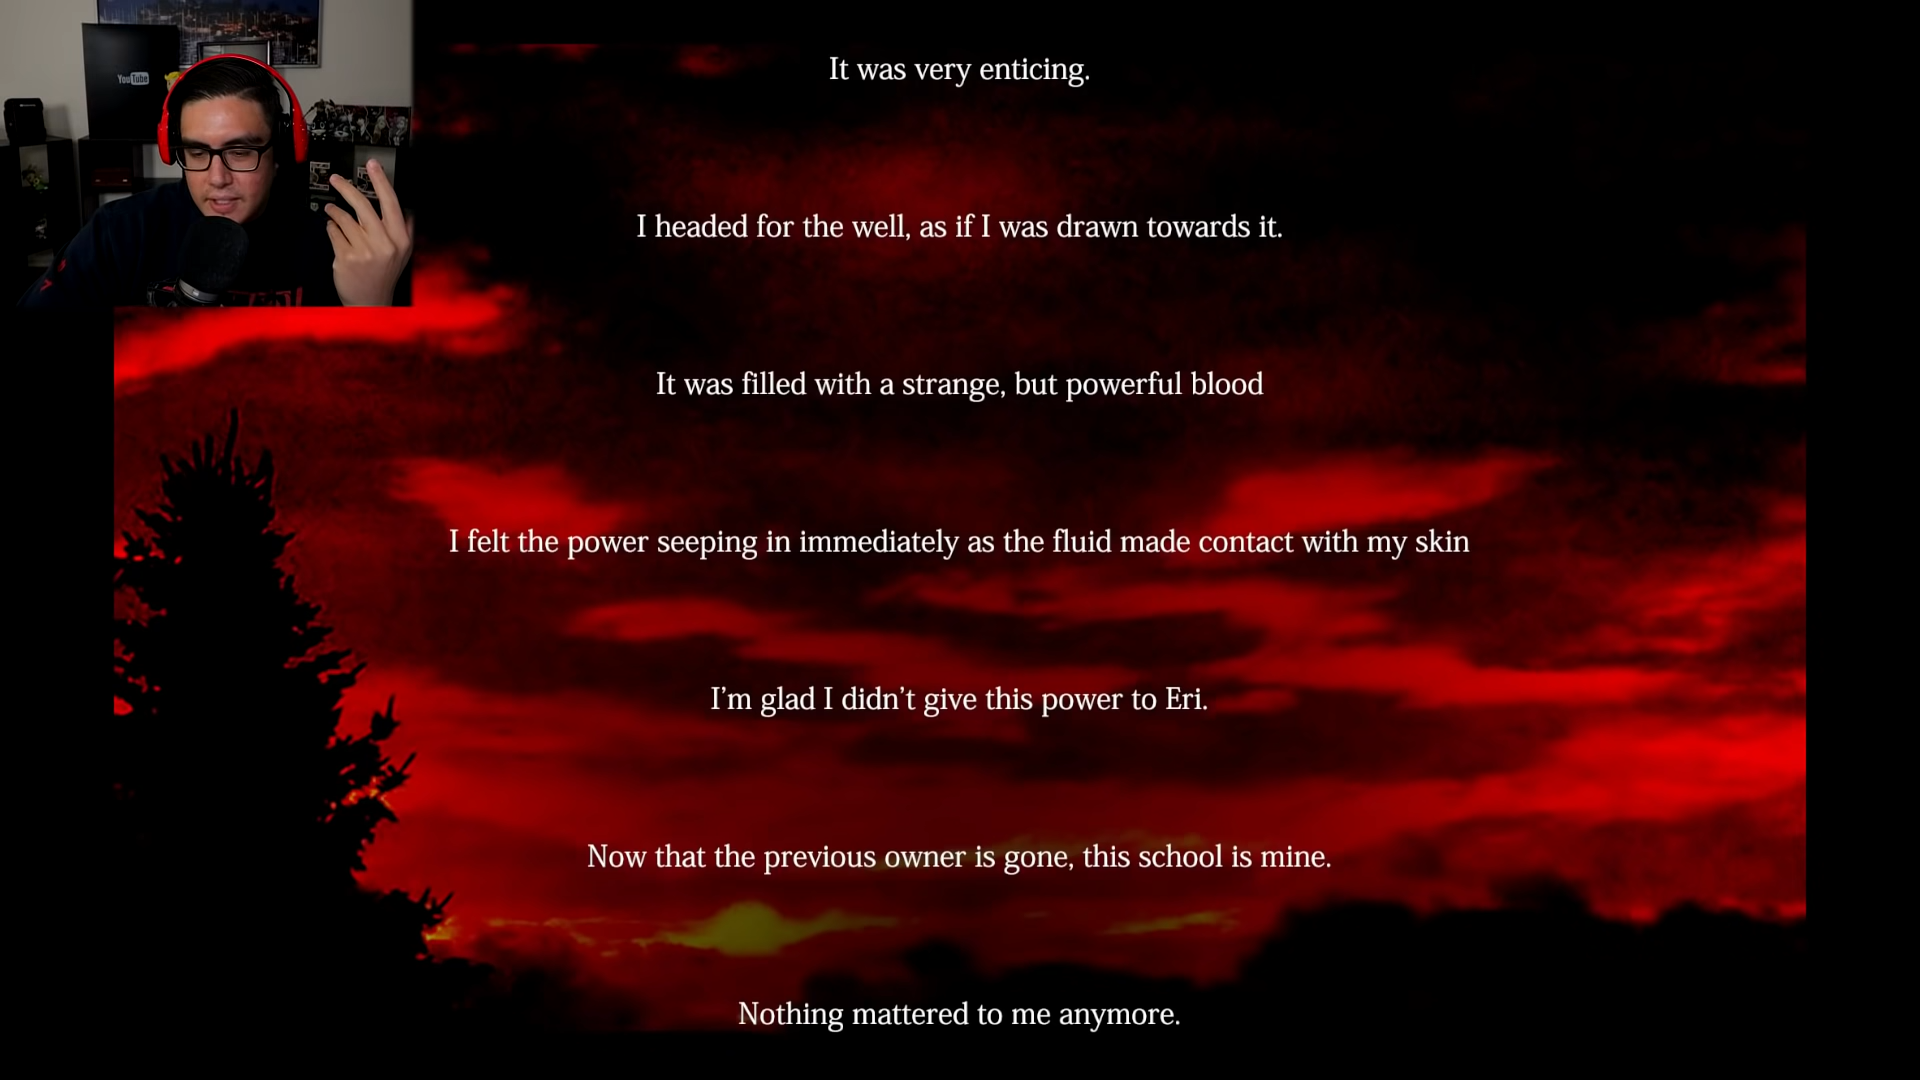 YouTube
It was very enticing.
I headed for the well, as if I was drawn towards it.
It was filled with a strange, but powerful blood
I felt the power seeping in immediately as the fluid made contact with my skin
I’m glad I didn’t give this power to Eri.
Now that the previous owner is gone, this school is mine.
Nothing mattered to me anymore.